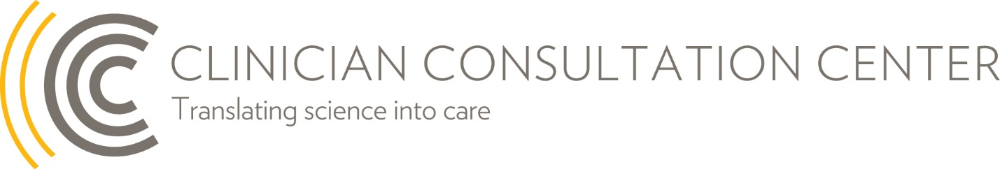 CLINICIAN CONSULTATION CENTER
Translating science into care